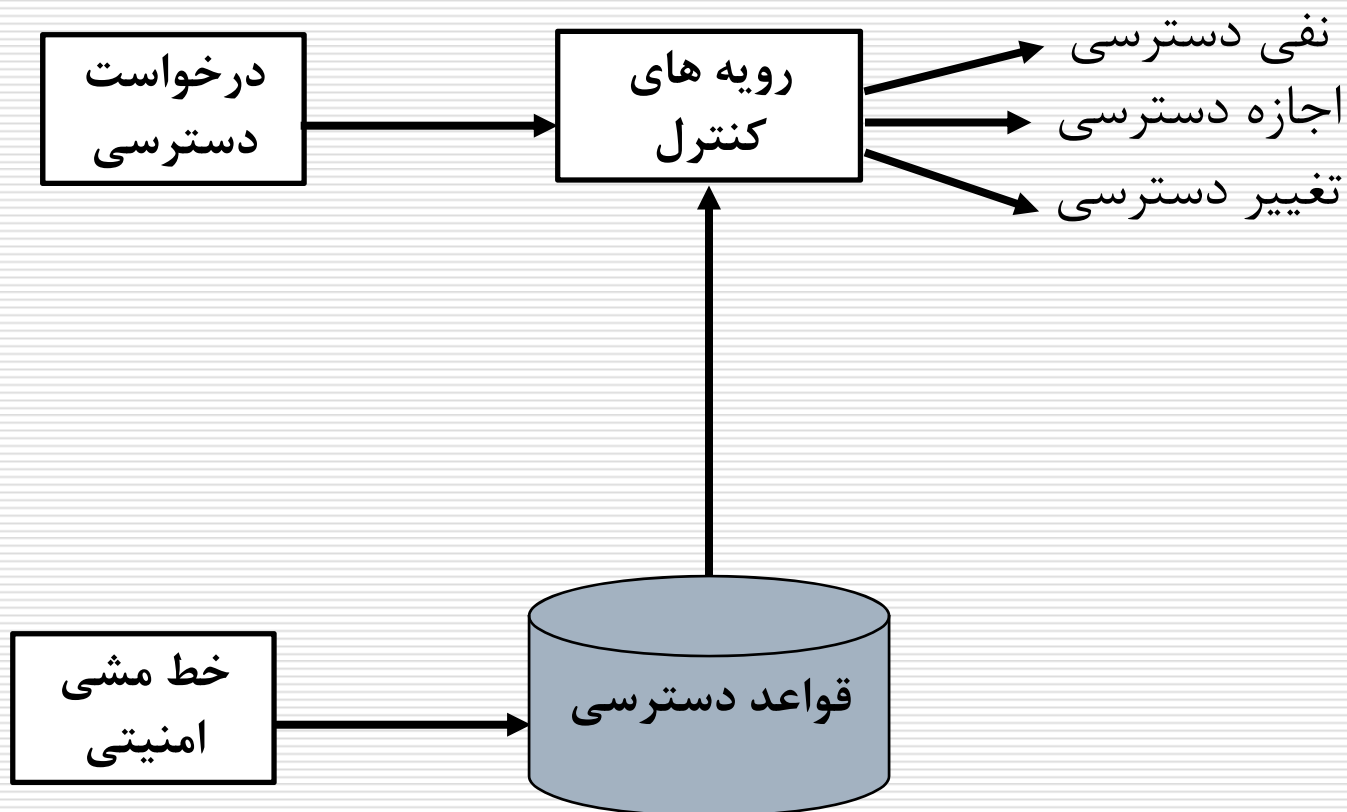 درخواست
دسترسی
رویه های
کنترل
نفی دسترسی
اجازه دسترسی
تغییر دسترسی
خط مشی
امنیتی
قواعد دسترسی